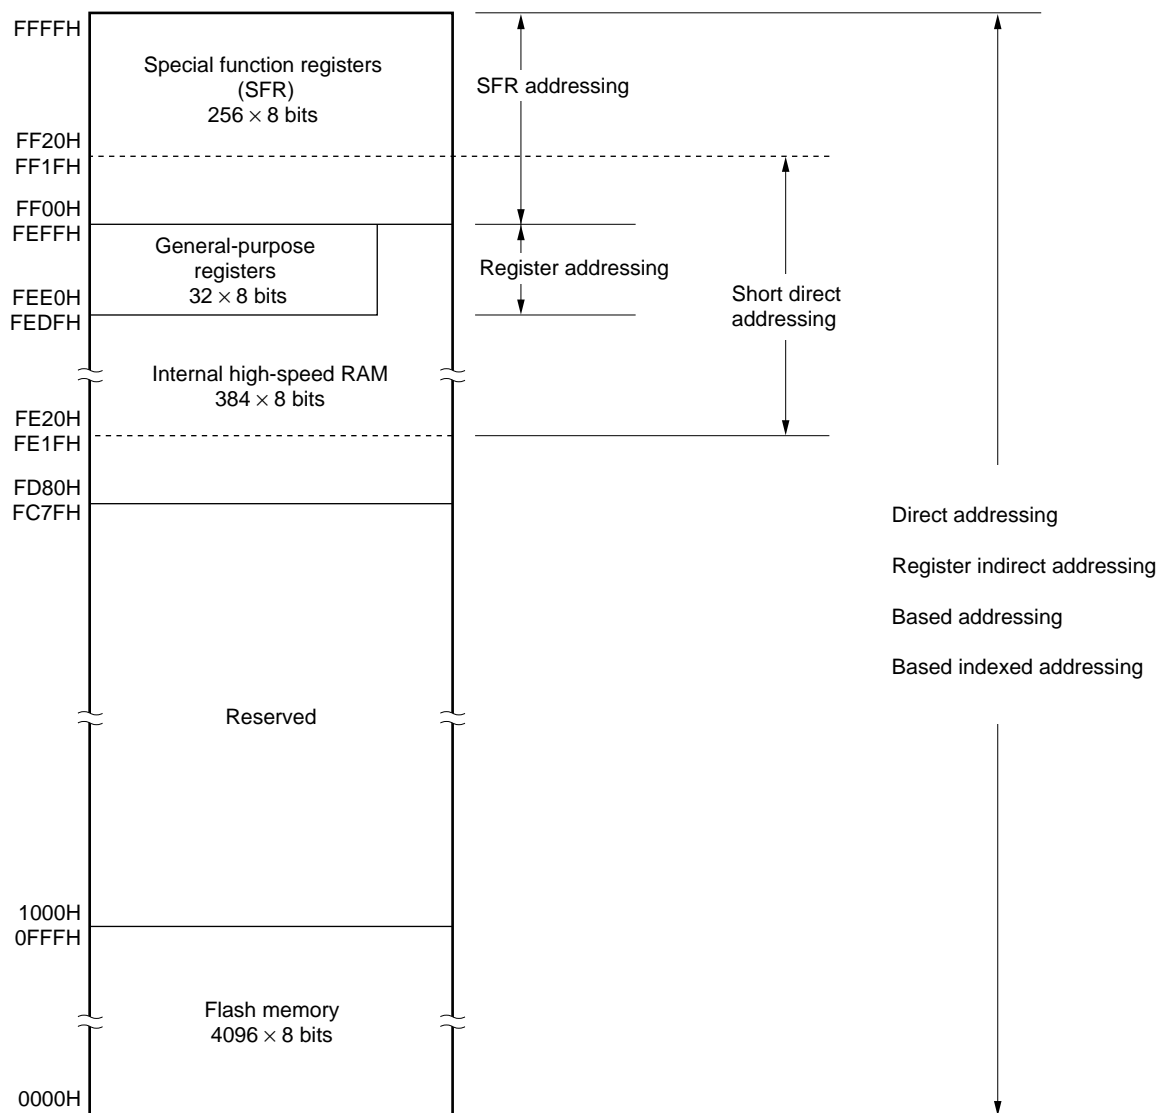 FFFFH
Special function registers
(SFR)
256 × 8 bits
SFR addressing
FF20H
FF1FH
FF00H
FEFFH
General-purpose
registers
32 × 8 bits
Register addressing
Short direct
addressing
FEE0H
FEDFH
Internal high-speed RAM
384 × 8 bits
FE20H
FE1FH
FD80H
FC7FH
Direct addressing
Register indirect addressing
Based addressing
Based indexed addressing
Reserved
1000H
0FFFH
Flash memory
4096 × 8 bits
0000H